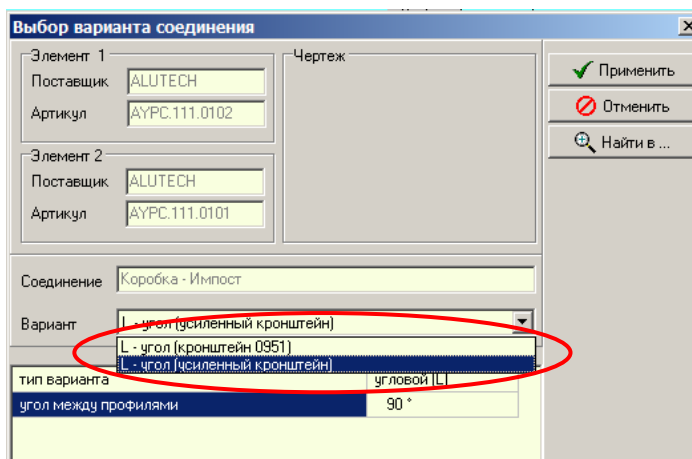 Выбор варианта соединения
Элемент 1
Поставщик ALUTECH
Артикул AYPC.111.0102
Элемент 2
Поставщик ALUTECH
Артикул AYPC.111.0101
Чертеж
Применить
Отменить
Найти в ...
Соединение Коробка - Импост
Вариант L - угол (усиленный кронштейн)
L - угол (кронштейн 0951)
L - угол (усиленный кронштейн)
тип варианта угловой [L]
угол между профилями 90 °